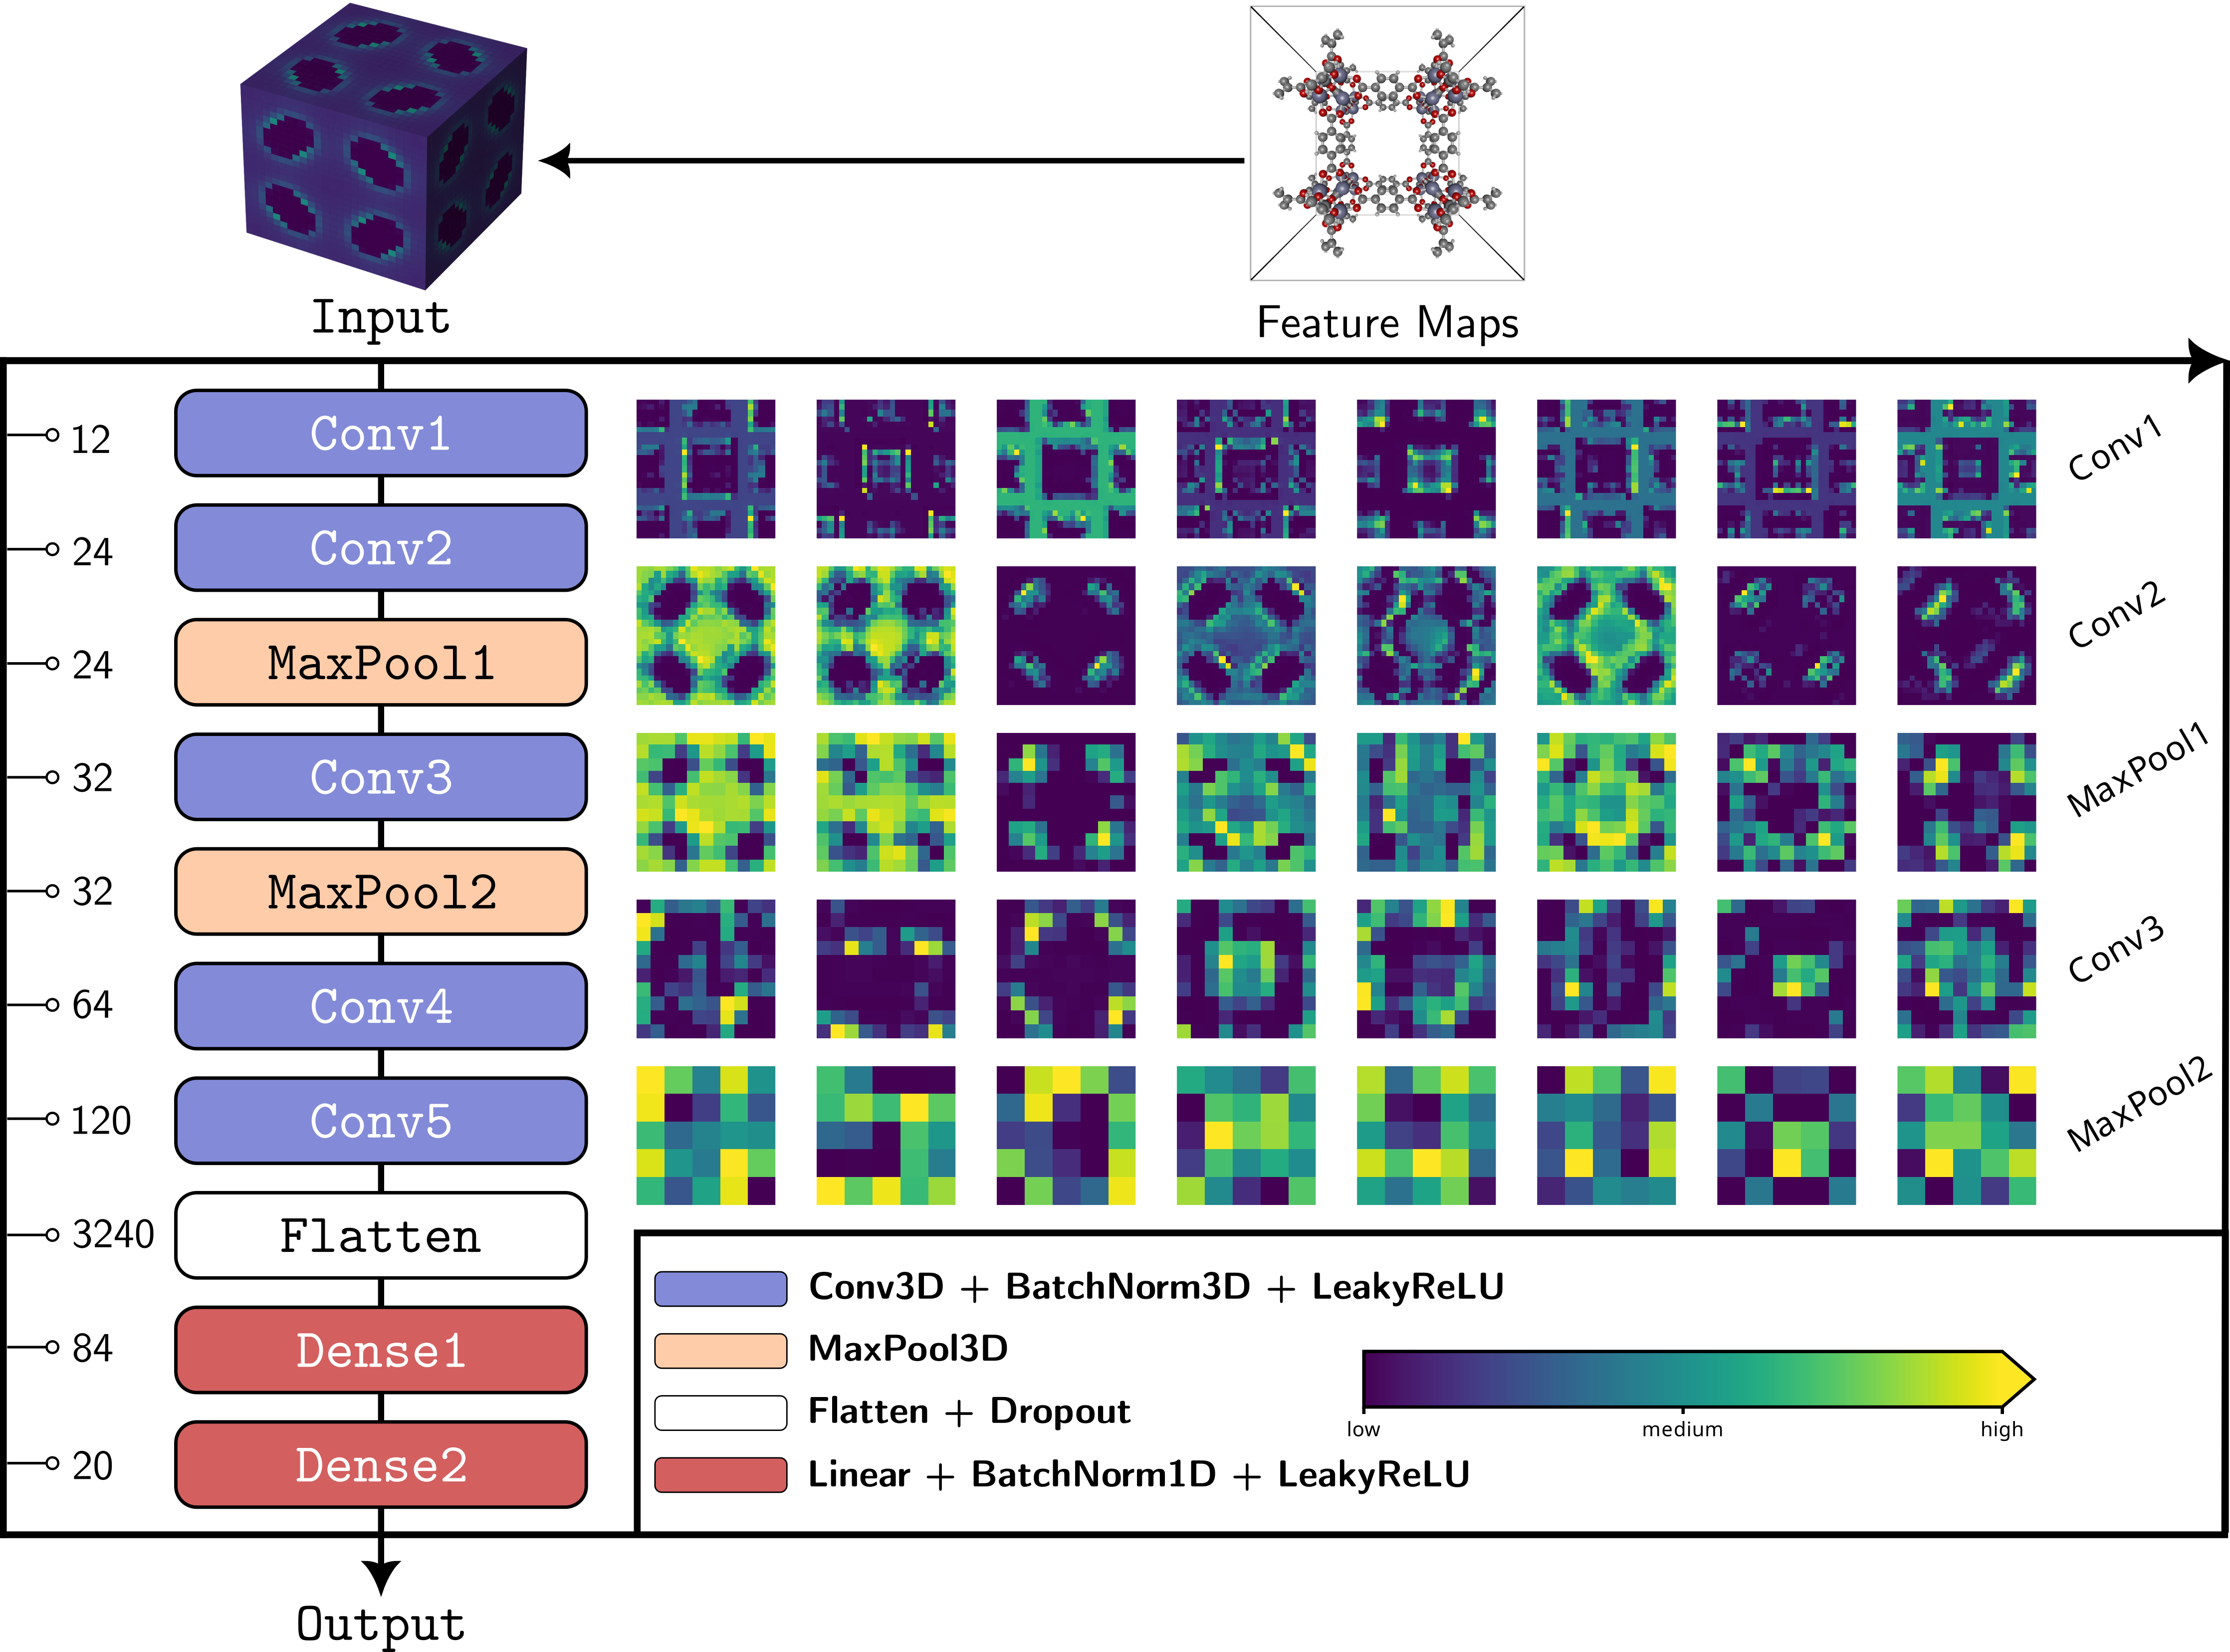 Input
Feature Maps
12
Conv1
24
Conv2
24
MaxPool1
32
Conv3
32
MaxPool2
64
Conv4
120
Conv5
3240
Flatten
84
Dense1
20
Dense2
Output
Conv1
Conv2
MaxPool1
Conv3
MaxPool2
Conv3D + BatchNorm3D + LeakyReLU
MaxPool3D
Flatten + Dropout
Linear + BatchNorm1D + LeakyReLU
low medium high